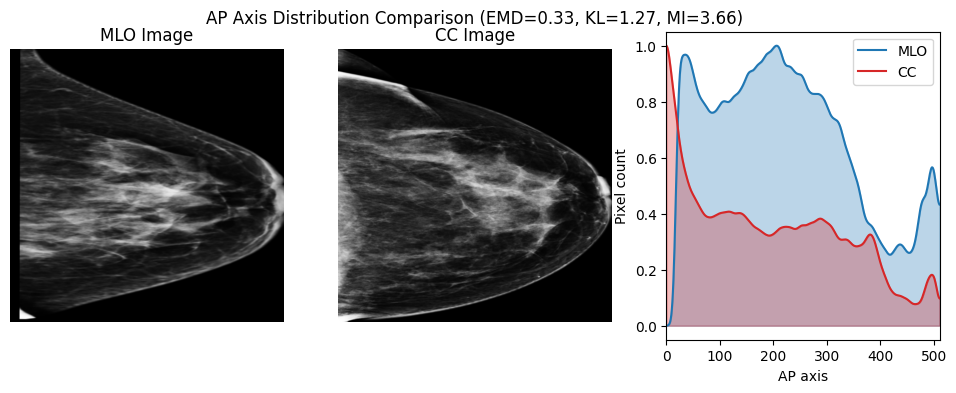 AP Axis Distribution Comparison (EMD=0.33, KL=1.27, MI=3.66)
MLO Image
CC Image
MLO
CC
Pixel count
1.0
0.8
0.6
0.4
0.2
0.0
0 100 200 300 400 500
AP axis